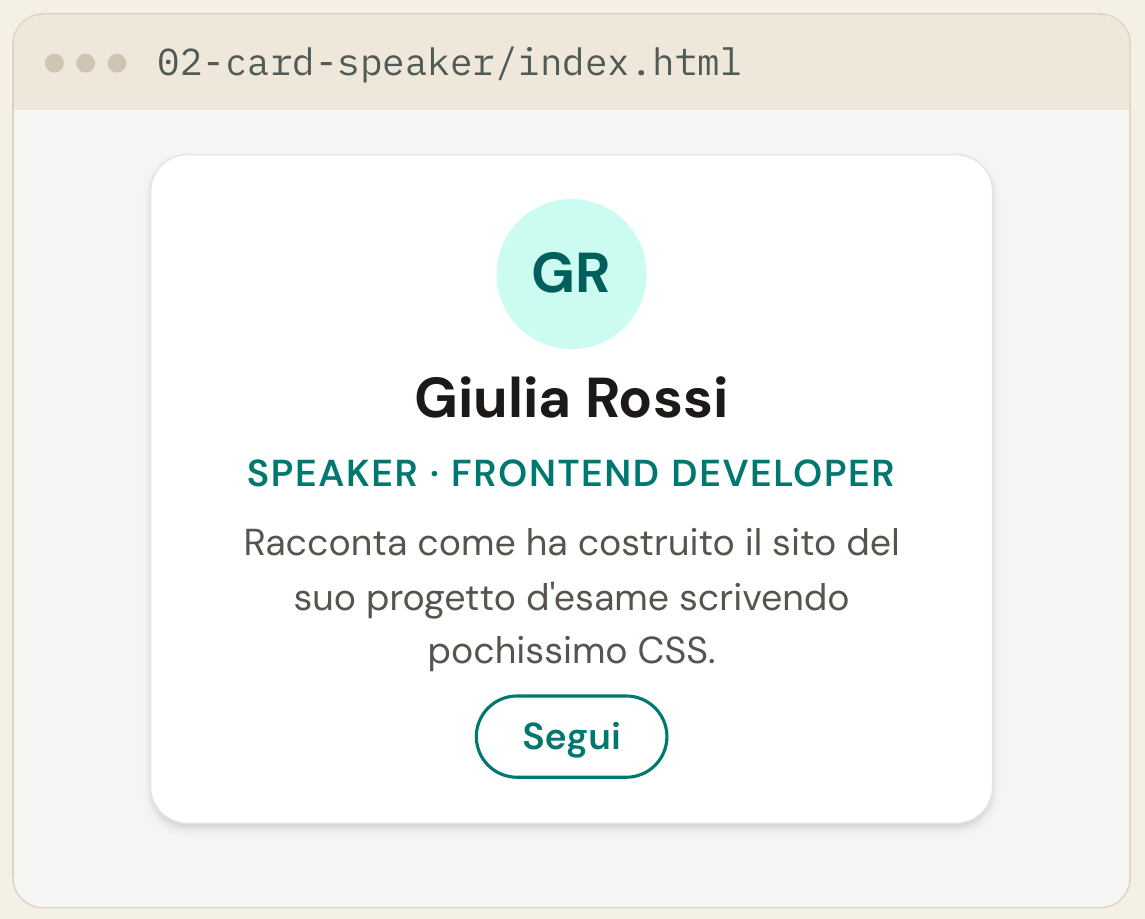 02-card-speaker/index.html
GR
Giulia Rossi
SPEAKER · FRONTEND DEVELOPER
Racconta come ha costruito il sito del
suo progetto d'esame scrivendo
pochissimo CSS.
Segui